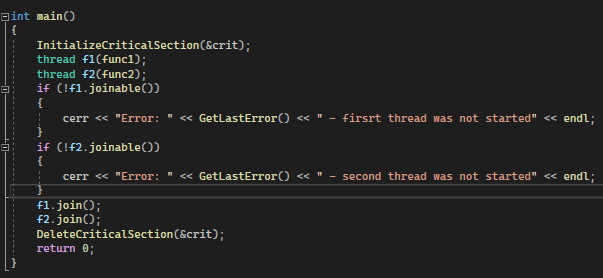 int main()
{
InitializeCriticalSection(&crit);
thread f1(func1);
thread f2(func2);
if (!f1.joinable())
{
cerr << "Error: " << GetLastError() << " - firsrt thread was not started" << endl;
}
if (!f2.joinable())
{
cerr << "Error: " << GetLastError() << " - second thread was not started" << endl;
}
f1.join();
f2.join();
DeleteCriticalSection(&crit);
return 0;
}